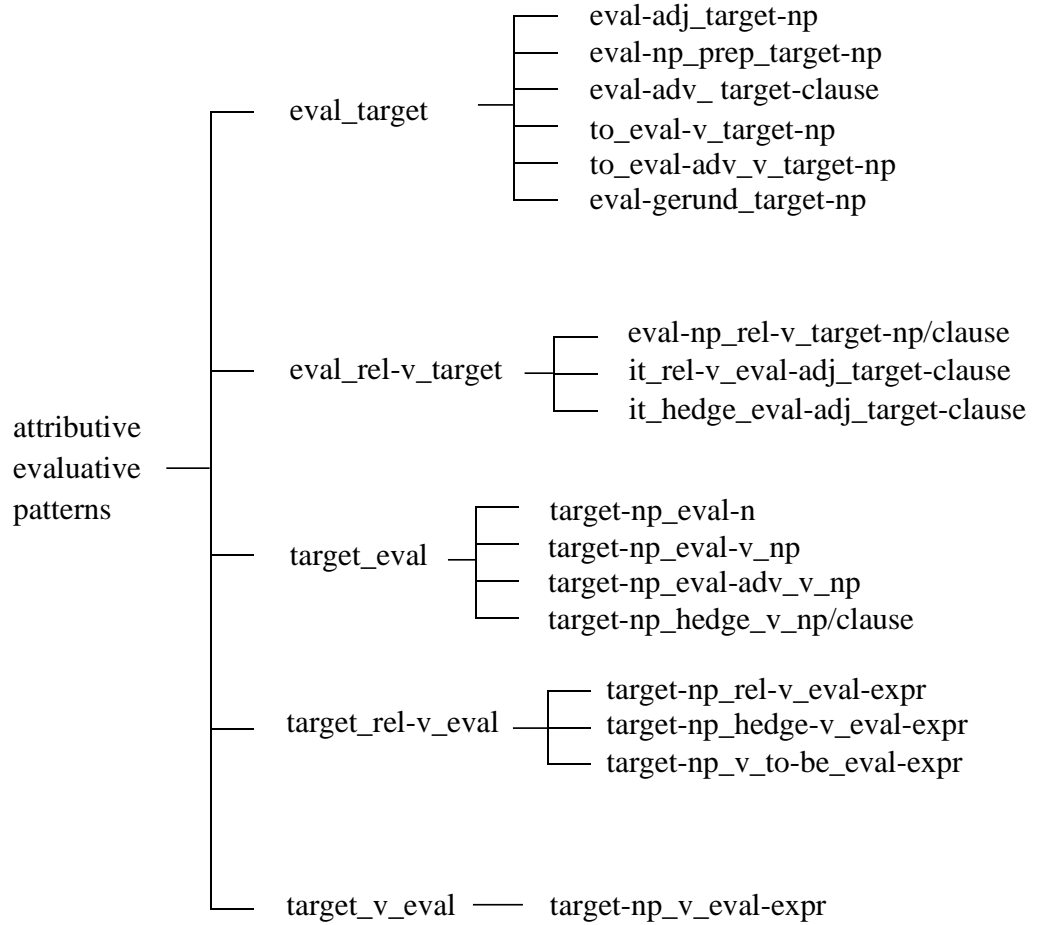 eval-adj_target-np
eval-np_prep_target-np
eval-adv_ target-clause
eval_target
to_eval-v_target-np
to_eval-adv_v_target-np
eval-gerund_target-np
eval-np_rel-v_target-np/clause
eval_rel-v_target
it_rel-v_eval-adj_target-clause
it_hedge_eval-adj_target-clause
attributive
evaluative
patterns
target-np_eval-n
target_eval
target-np_eval-v_np
target-np_eval-adv_v_np
target-np_hedge_v_np/clause
target-np_rel-v_eval-expr
target_rel-v_eval
target-np_hedge-v_eval-expr
target-np_v_to-be_eval-expr
target_v_eval
target-np_v_eval-expr